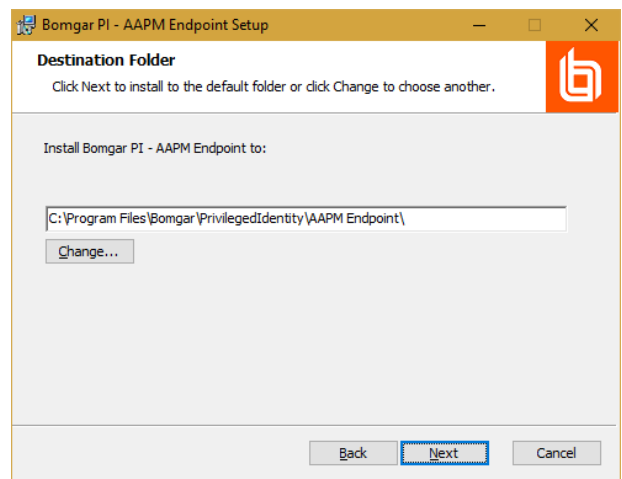 Bomgar PI - AAPM Endpoint Setup
Destination Folder
Click Next to install to the default folder or click Change to choose another.
Install Bomgar PI - AAPM Endpoint to:
C:\Program Files\Bomgar\PrivilegedIdentity\AAPM Endpoint\
Change...
Back Next Cancel